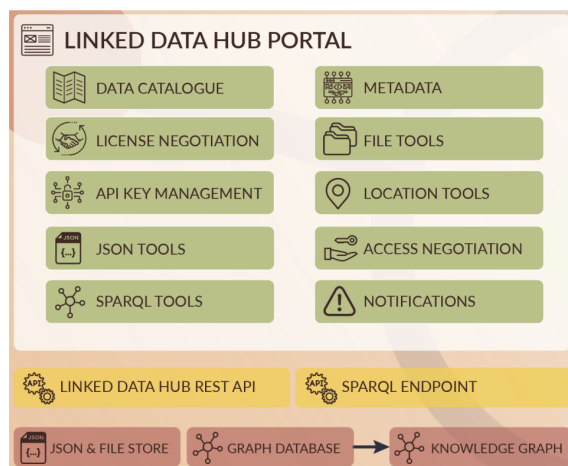 LINKED DATA HUB PORTAL
DATA CATALOGUE
METADATA
LICENSE NEGOTIATION
FILE TOOLS
API KEY MANAGEMENT
LOCATION TOOLS
JSON
{...}
JSON TOOLS
ACCESS NEGOTIATION
SPARQL TOOLS
NOTIFICATIONS
API
LINKED DATA HUB REST API
API
SPARQL ENDPOINT
JSON
{...}
JSON & FILE STORE
GRAPH DATABASE
KNOWLEDGE GRAPH